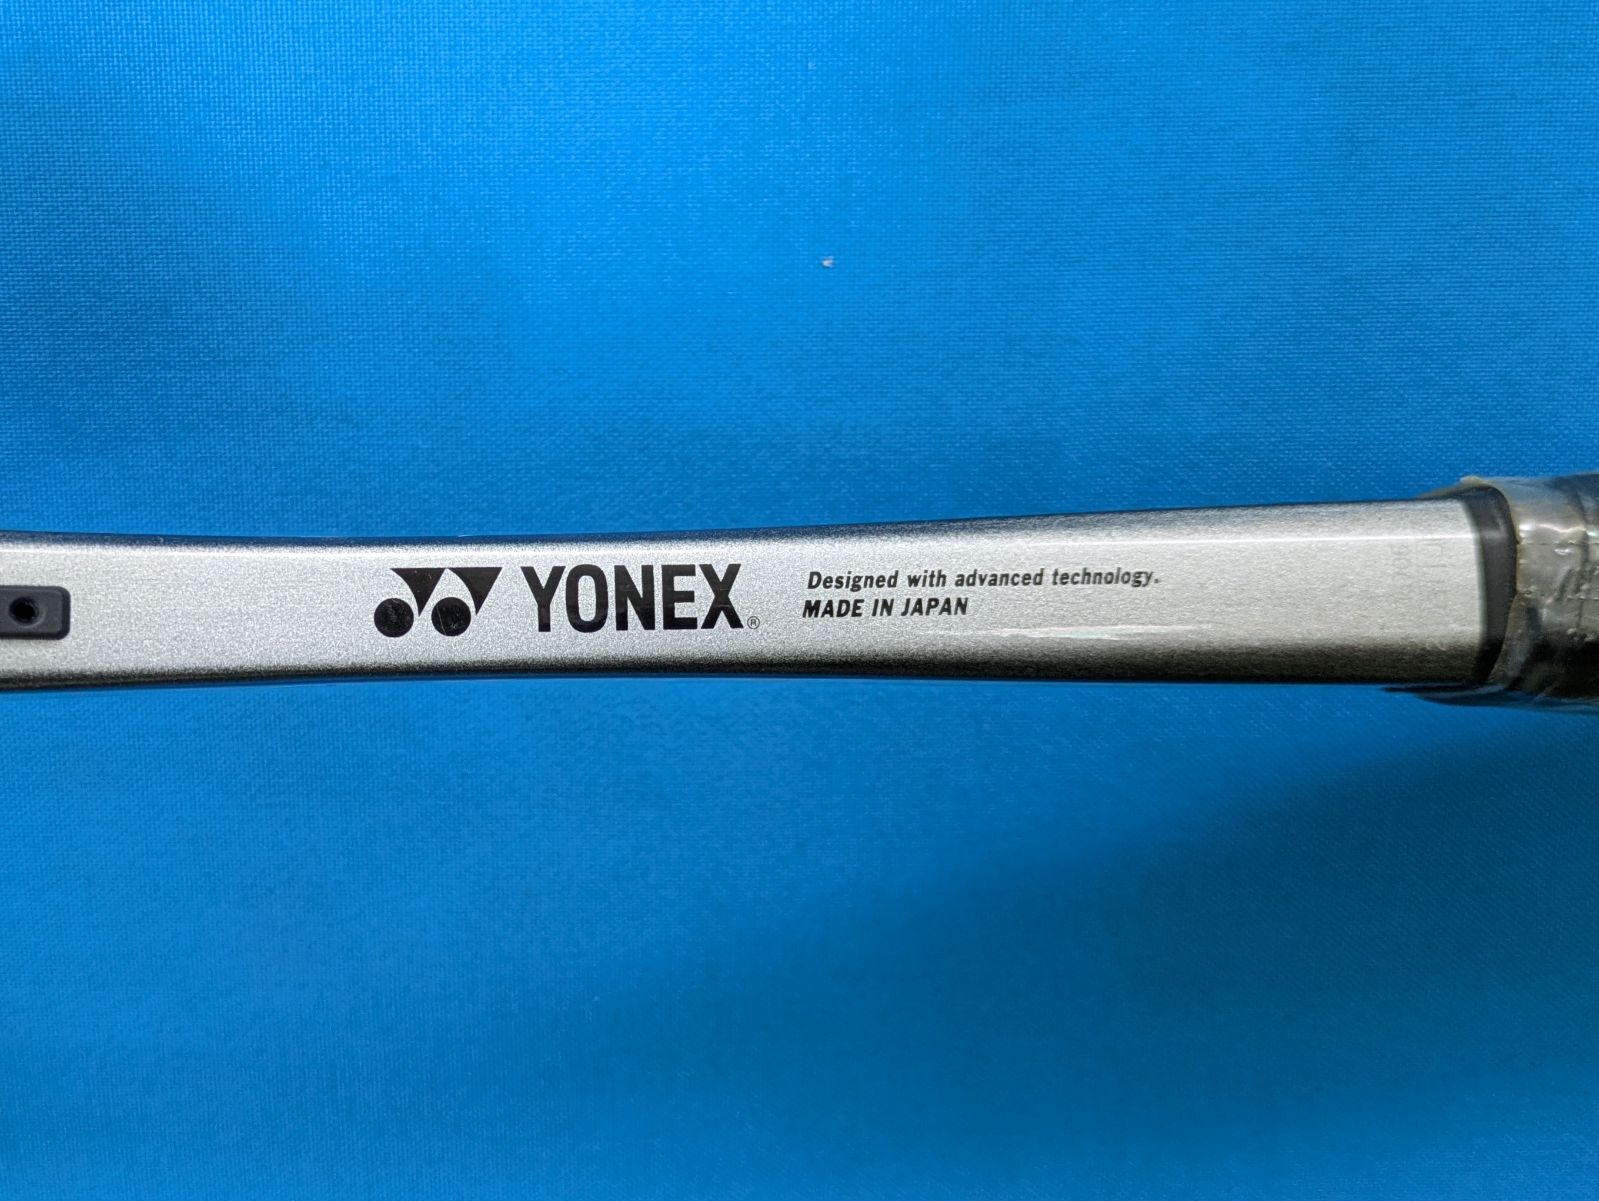 YONEX®
Designed with advanced technology.
MADE IN JAPAN